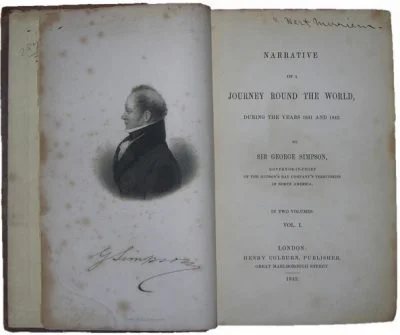 G Simpson
NARRATIVE
OF A
JOURNEY ROUND THE WORLD,
DURING THE YEARS 1841 AND 1842.
BY
SIR GEORGE SIMPSON,
GOVERNOR-IN-CHIEF
OF THE HUDSON'S BAY COMPANY'S TERRITORIES
IN NORTH AMERICA.
IN TWO VOLUMES.
VOL. I.
LONDON:
HENRY COLBURN, PUBLISHER,
GREAT MARLBOROUGH STREET.